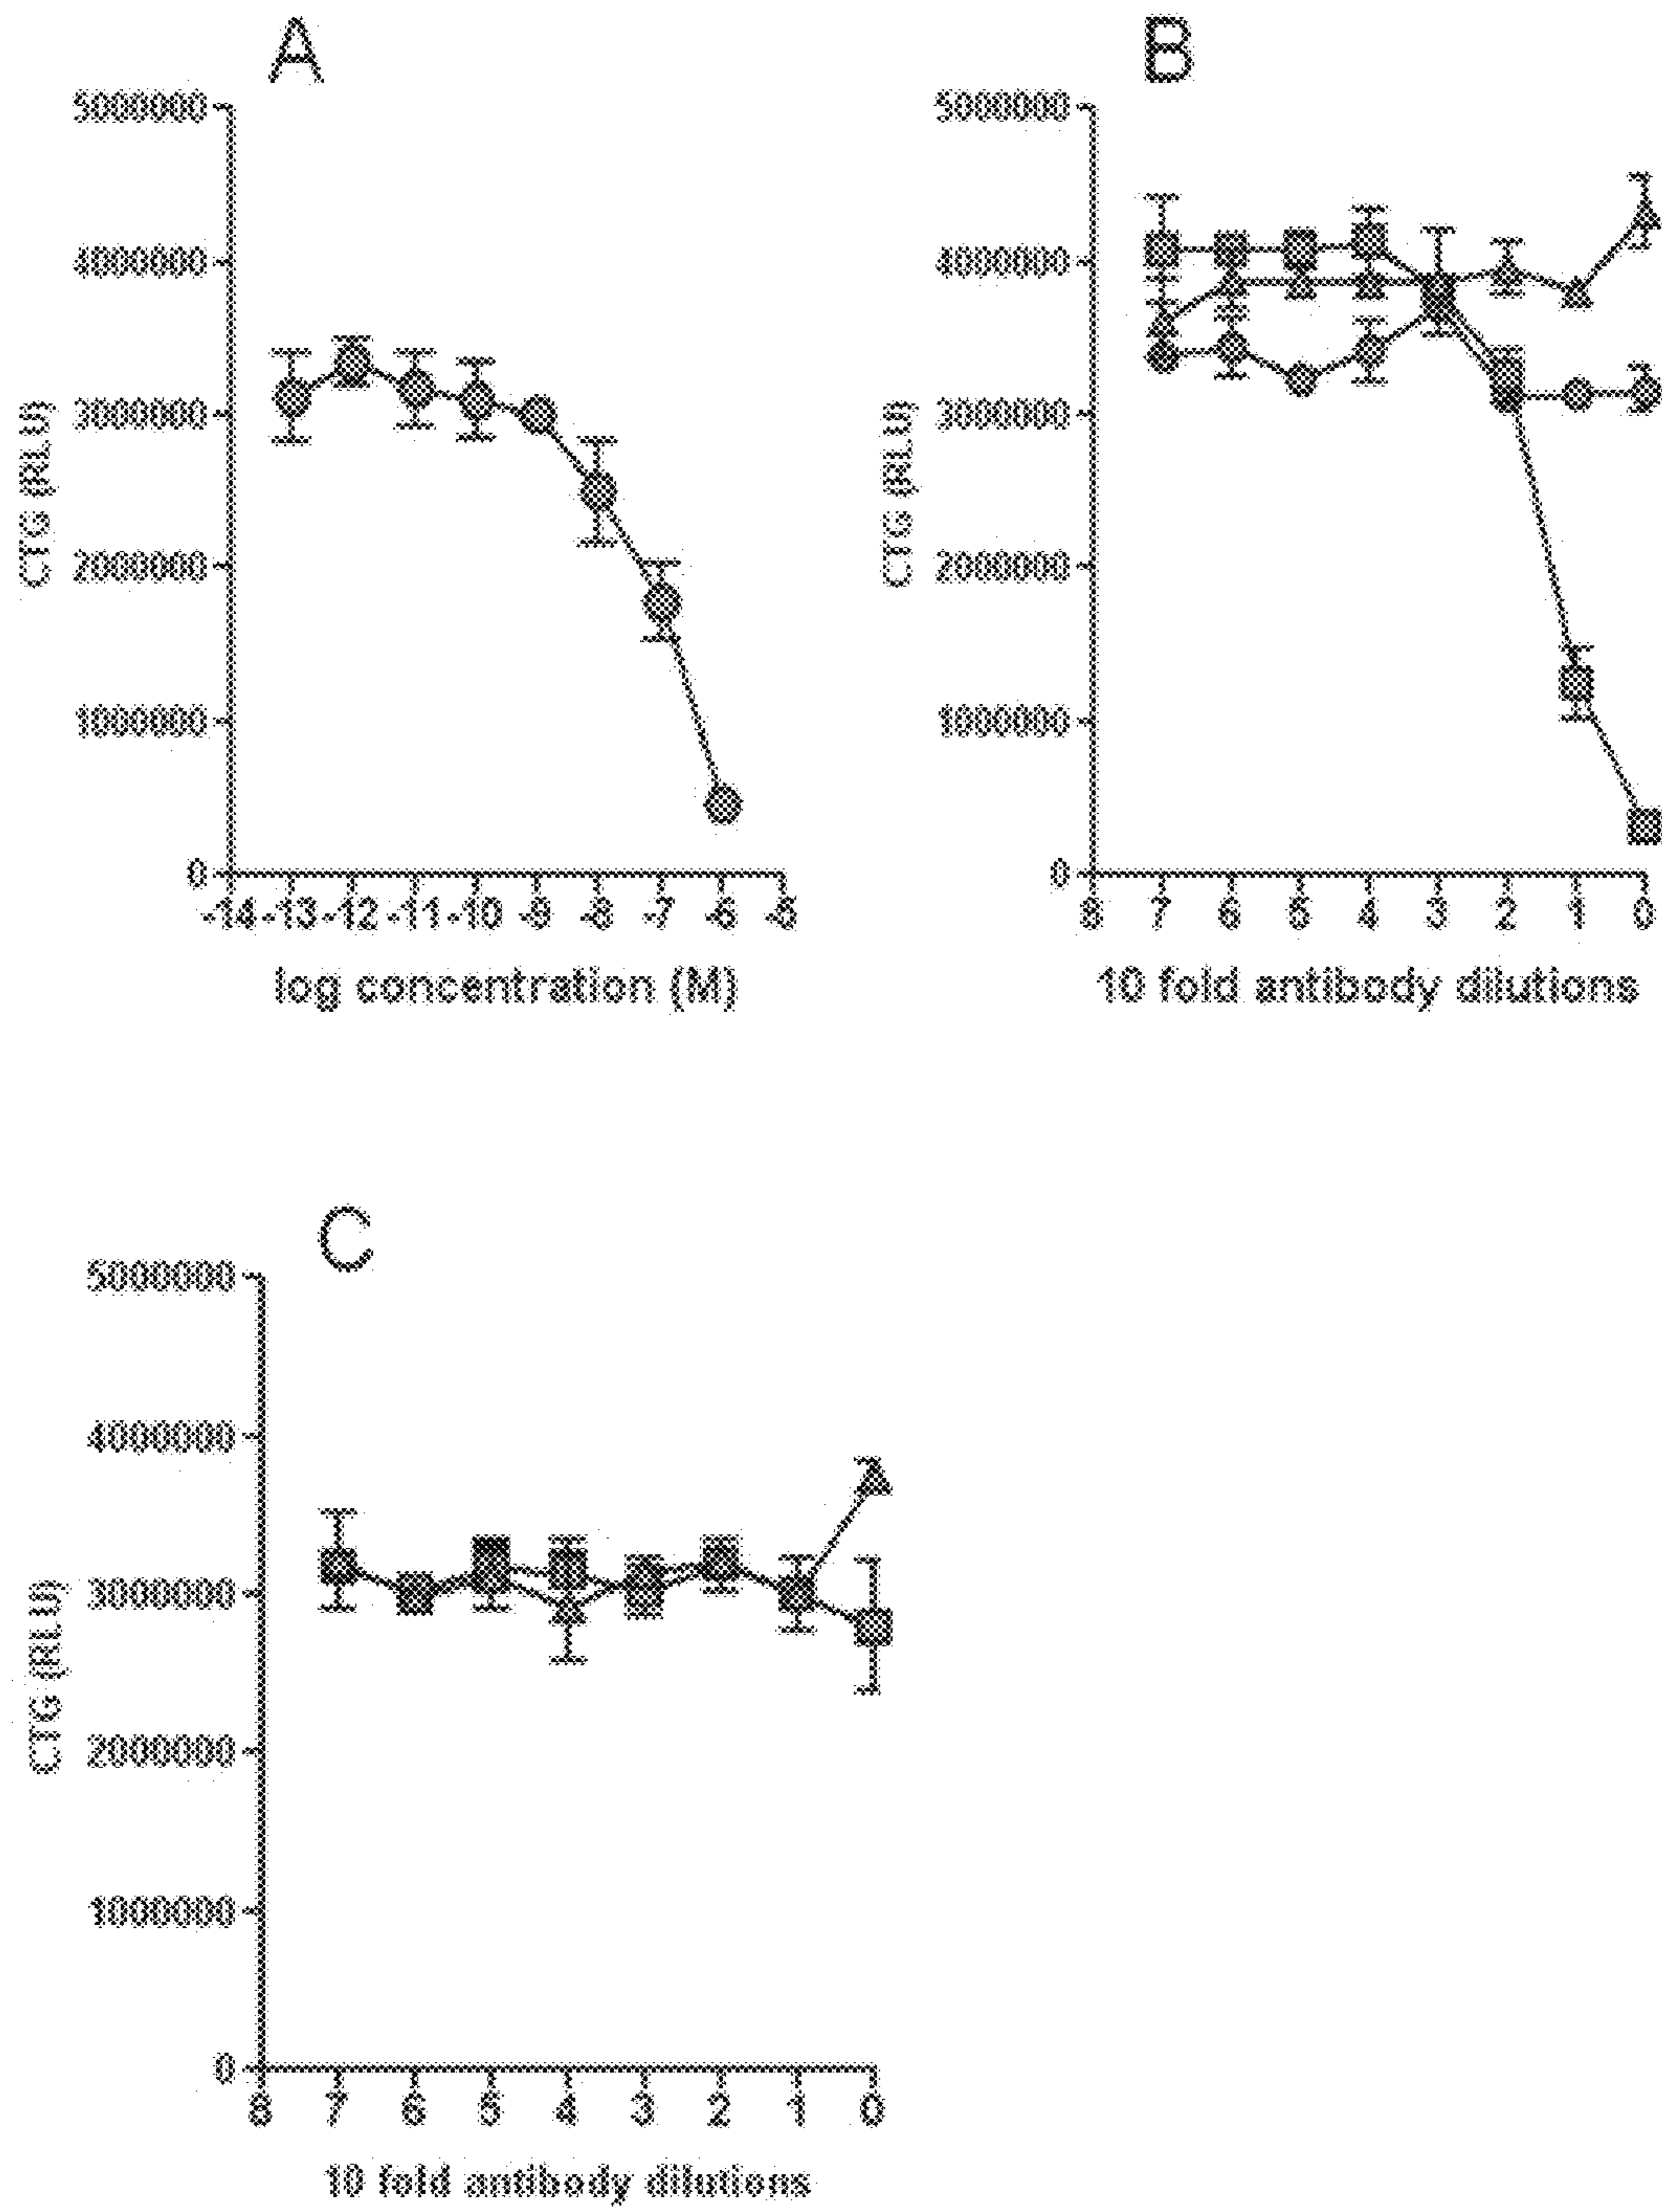 A
5000000
4000000
3000000
2000000
1000000
0
CTG (RLU)
-14 -13 -12 -11 -10 -9 -8 -7 -6 -5
log concentration (M)
B
5000000
4000000
3000000
2000000
1000000
0
CTG (RLU)
8 7 6 5 4 3 2 1 0
10 fold antibody dilutions
C
5000000
4000000
3000000
2000000
1000000
0
CTG (RLU)
8 7 6 5 4 3 2 1 0
10 fold antibody dilutions